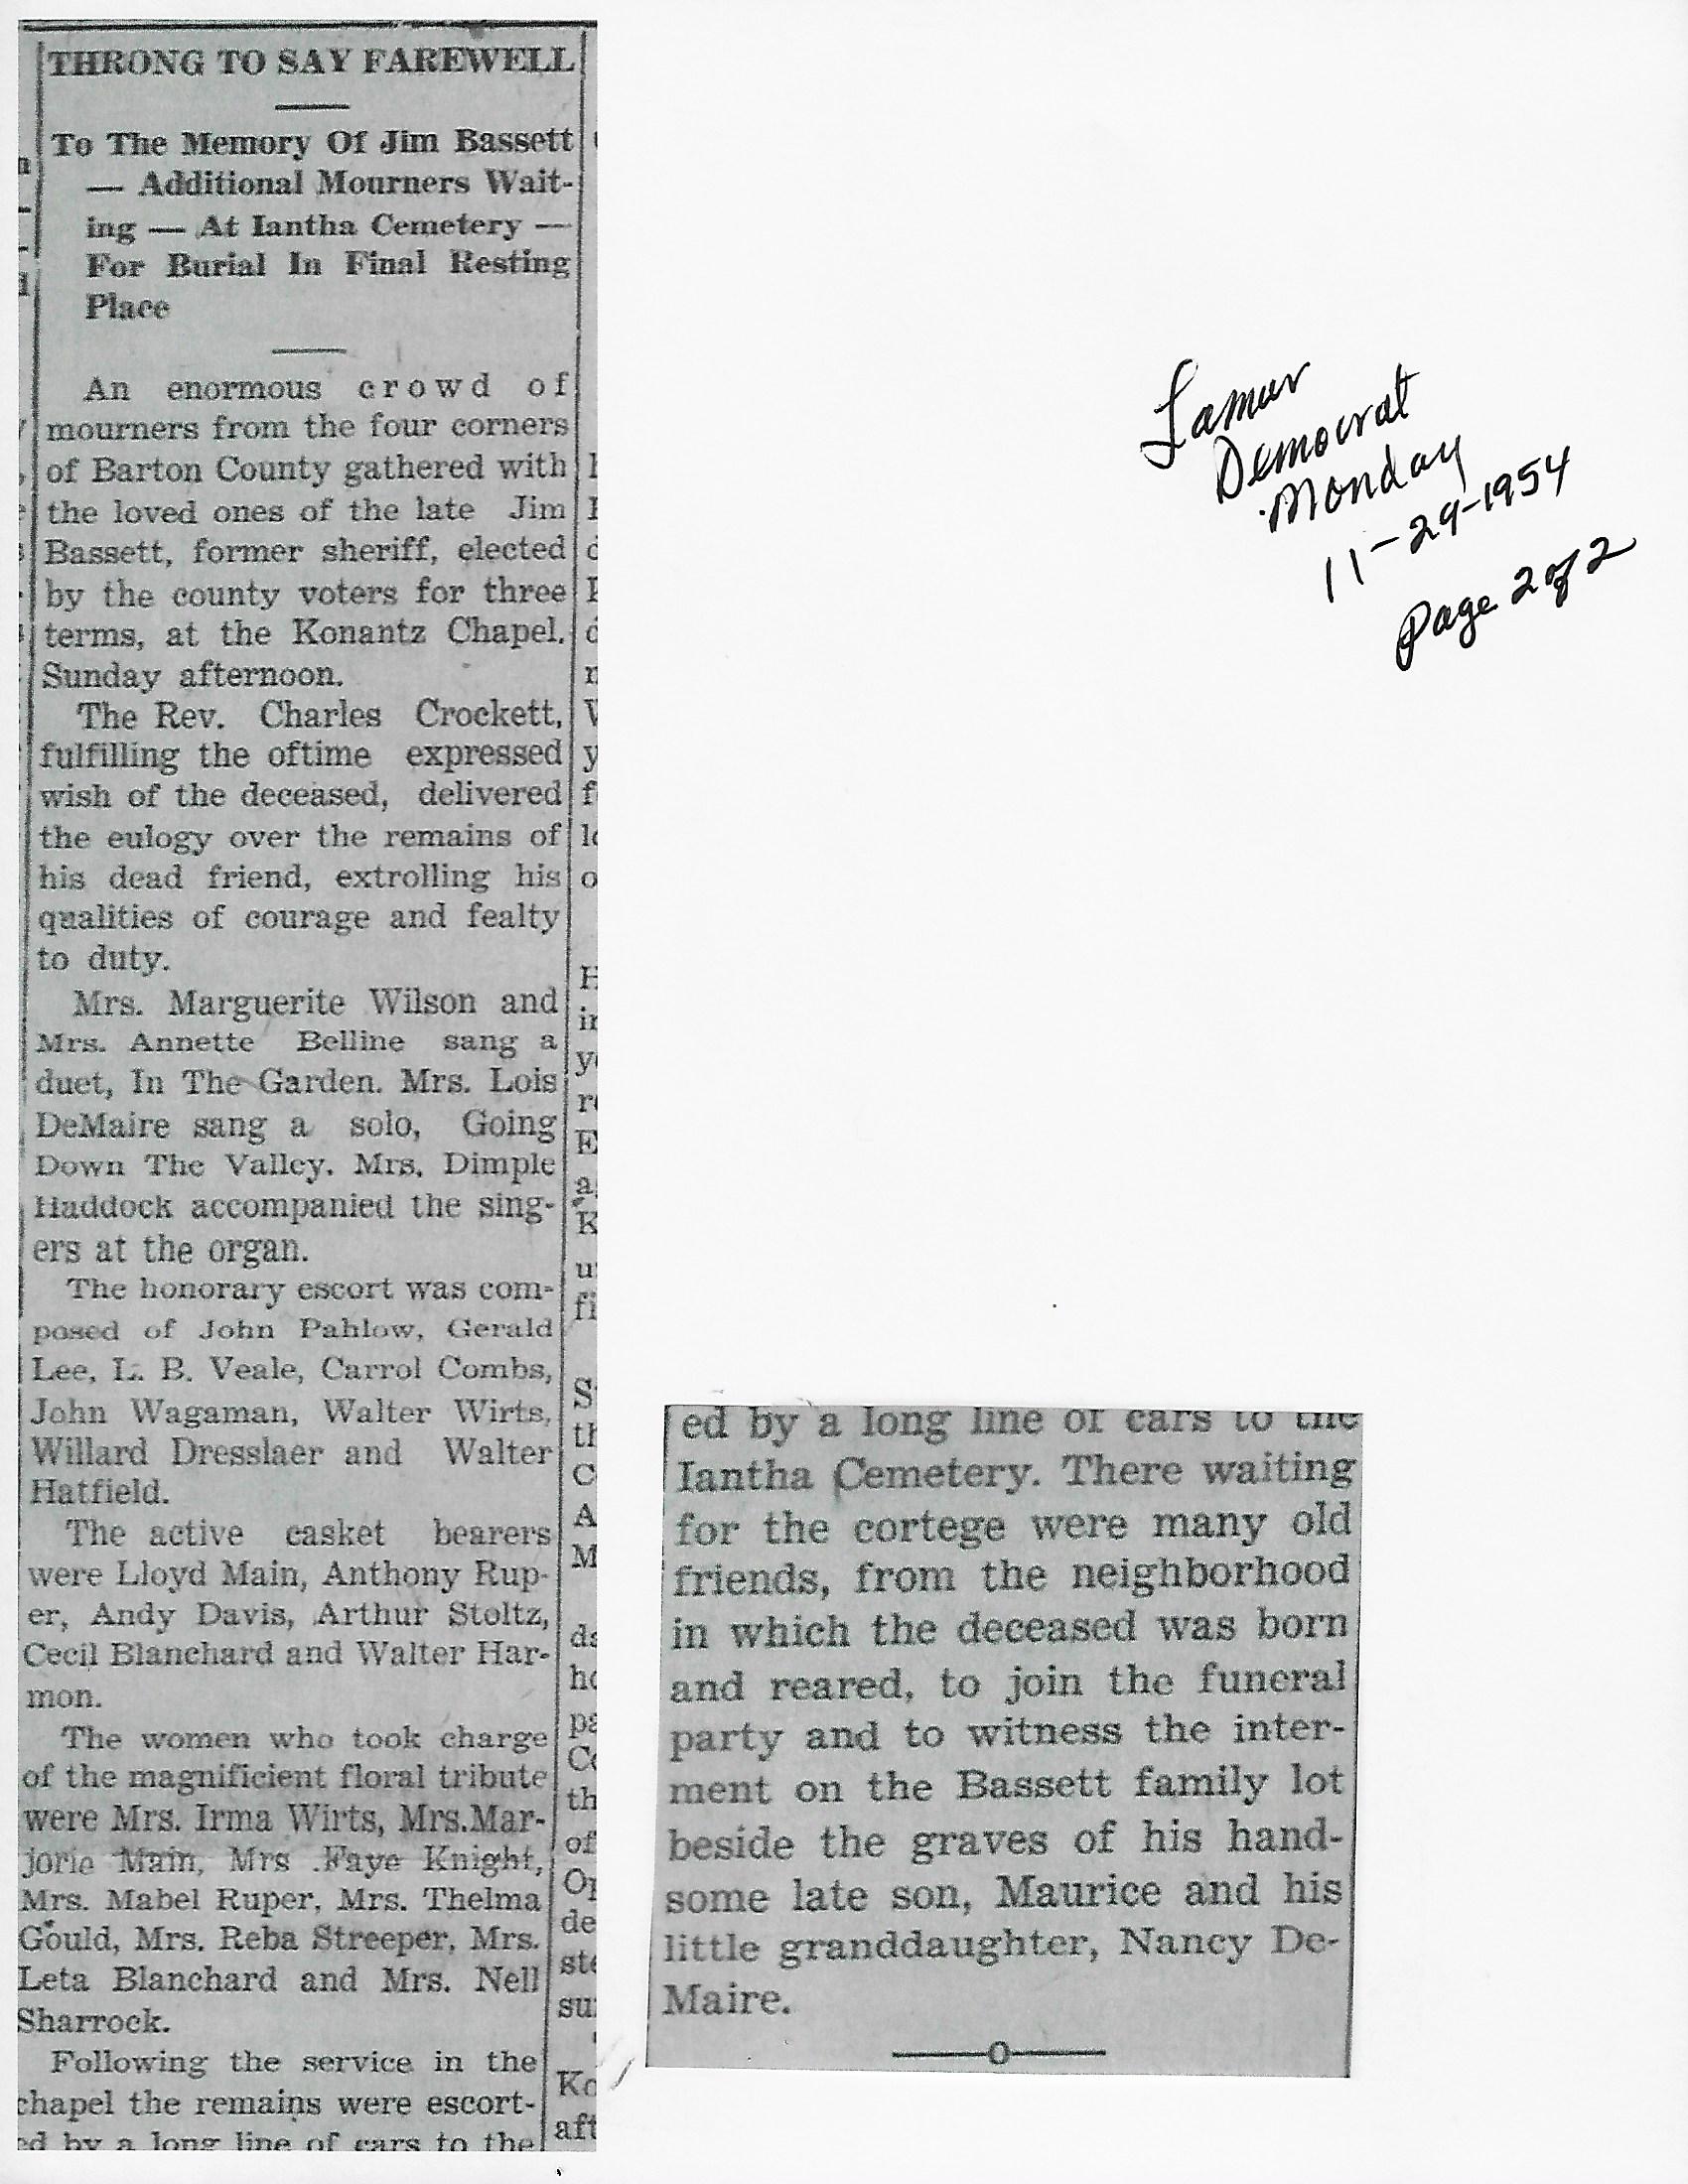 THRONG TO SAY FAREWELL
To The Memory Of Jim Bassett
— Additional Mourners Wait-
ing — At Iantha Cemetery —
For Burial In Final Resting
Place
An enormous crowd of
mourners from the four corners
of Barton County gathered with
the loved ones of the late Jim
Bassett, former sheriff, elected
by the county voters for three
terms, at the Konantz Chapel,
Sunday afternoon.
The Rev. Charles Crockett,
fulfilling the oftime expressed
wish of the deceased, delivered
the eulogy over the remains of
his dead friend, extrolling his
qualities of courage and fealty
to duty.
Mrs. Marguerite Wilson and
Mrs. Annette Belline sang a
duet, In The Garden. Mrs. Lois
DeMaire sang a solo, Going
Down The Valley. Mrs. Dimple
Haddock accompanied the sing-
ers at the organ.
The honorary escort was com-
posed of John Pahlow, Gerald
Lee, L. B. Veale, Carrol Combs,
John Wagaman, Walter Wirts,
Willard Dresslaer and Walter
Hatfield.
The active casket bearers
were Lloyd Main, Anthony Rup-
er, Andy Davis, Arthur Stoltz,
Cecil Blanchard and Walter Har-
mon.
The women who took charge
of the magnificient floral tribute
were Mrs. Irma Wirts, Mrs.Mar-
jorie Main, Mrs .Faye Knight,
Mrs. Mabel Ruper, Mrs. Thelma
Gould, Mrs. Reba Streeper, Mrs.
Leta Blanchard and Mrs. Nell
Sharrock.
Following the service in the
chapel the remains were escort-
ed by a long line of cars to the
Lamar
Democrat
Monday
11-29-1954
Page 2 of 2
ed by a long line of cars to the
Iantha Cemetery. There waiting
for the cortege were many old
friends, from the neighborhood
in which the deceased was born
and reared, to join the funeral
party and to witness the inter-
ment on the Bassett family lot
beside the graves of his hand-
some late son, Maurice and his
little granddaughter, Nancy De-
Maire.
——o——